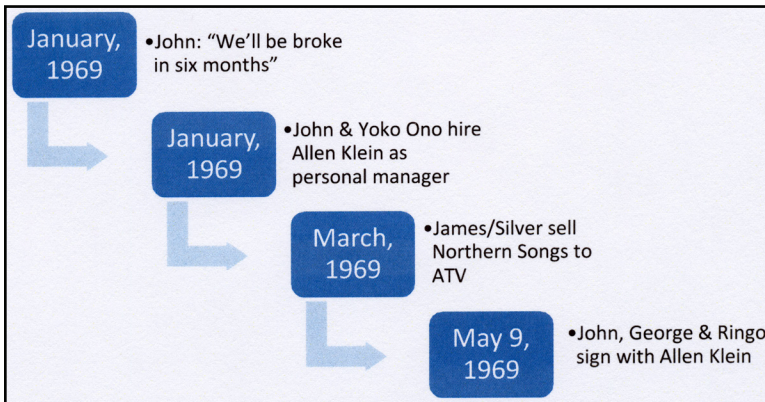 January,
1969
•John: “We’ll be broke
in six months”
January,
1969
•John & Yoko Ono hire
Allen Klein as
personal manager
March,
1969
•James/Silver sell
Northern Songs to
ATV
May 9,
1969
•John, George & Ringo
sign with Allen Klein